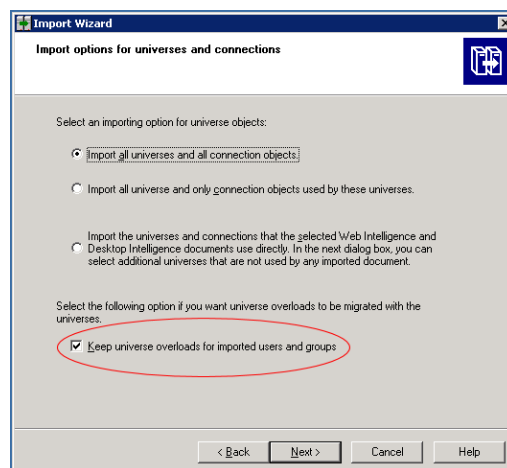 Import Wizard
Import options for universes and connections
Select an importing option for universe objects:
Import all universes and all connection objects.
Import all universe and only connection objects used by these universes.
Import the universes and connections that the selected Web Intelligence and
Desktop Intelligence documents use directly. In the next dialog box, you can
select additional universes that are not used by any imported document.
Select the following option if you want universe overloads to be migrated with the
universes.
Keep universe overloads for imported users and groups
< Back Next > Cancel Help